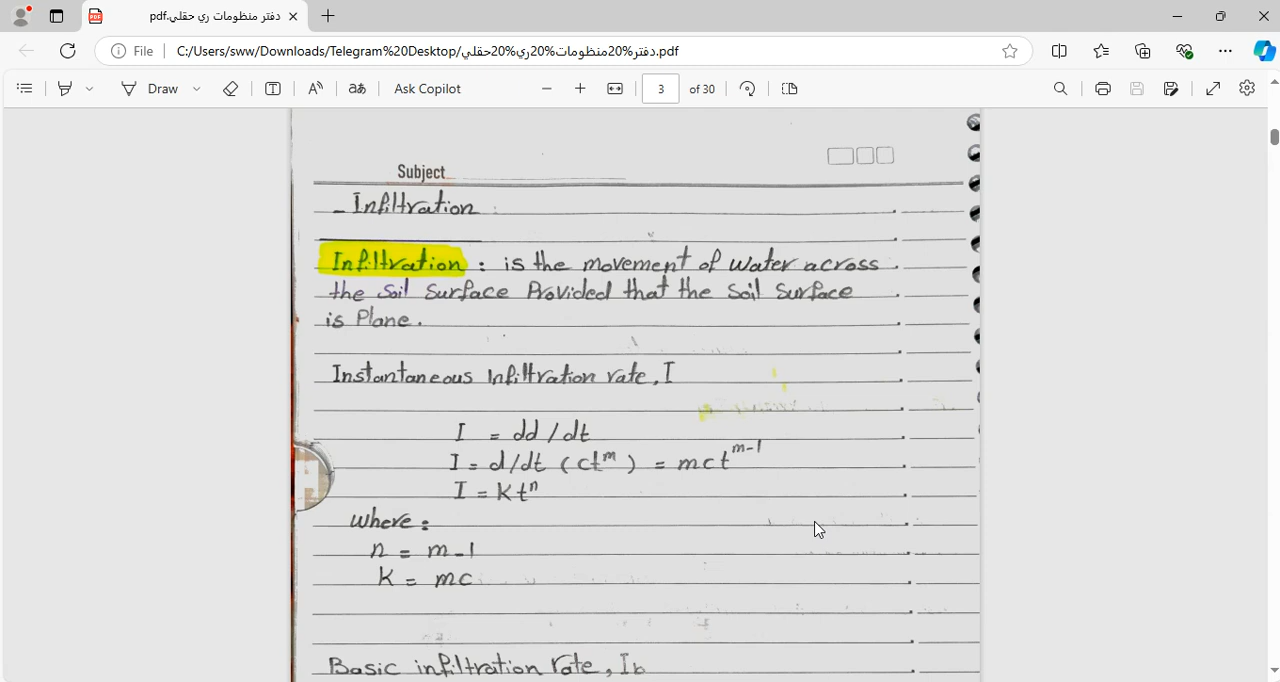 دفتر منظومات ري حقلي.pdf
File
C:/Users/sww/Downloads/Telegram%20Desktop/دفتر%20منظومات%20ري%20حقلي.pdf
Draw
aあ
Ask Copilot
3 of 30
Subject
- Infiltration :
Infiltration : is the movement of water across
the soil surface Provided that the soil surface
is Plane.
Instantaneous Infiltration rate, I
I = dd/dt
I = d/dt (ct^m) = mct^m-1
I = Kt^n
where:
n = m-1
K = mc
Basic infiltration rate, Ib